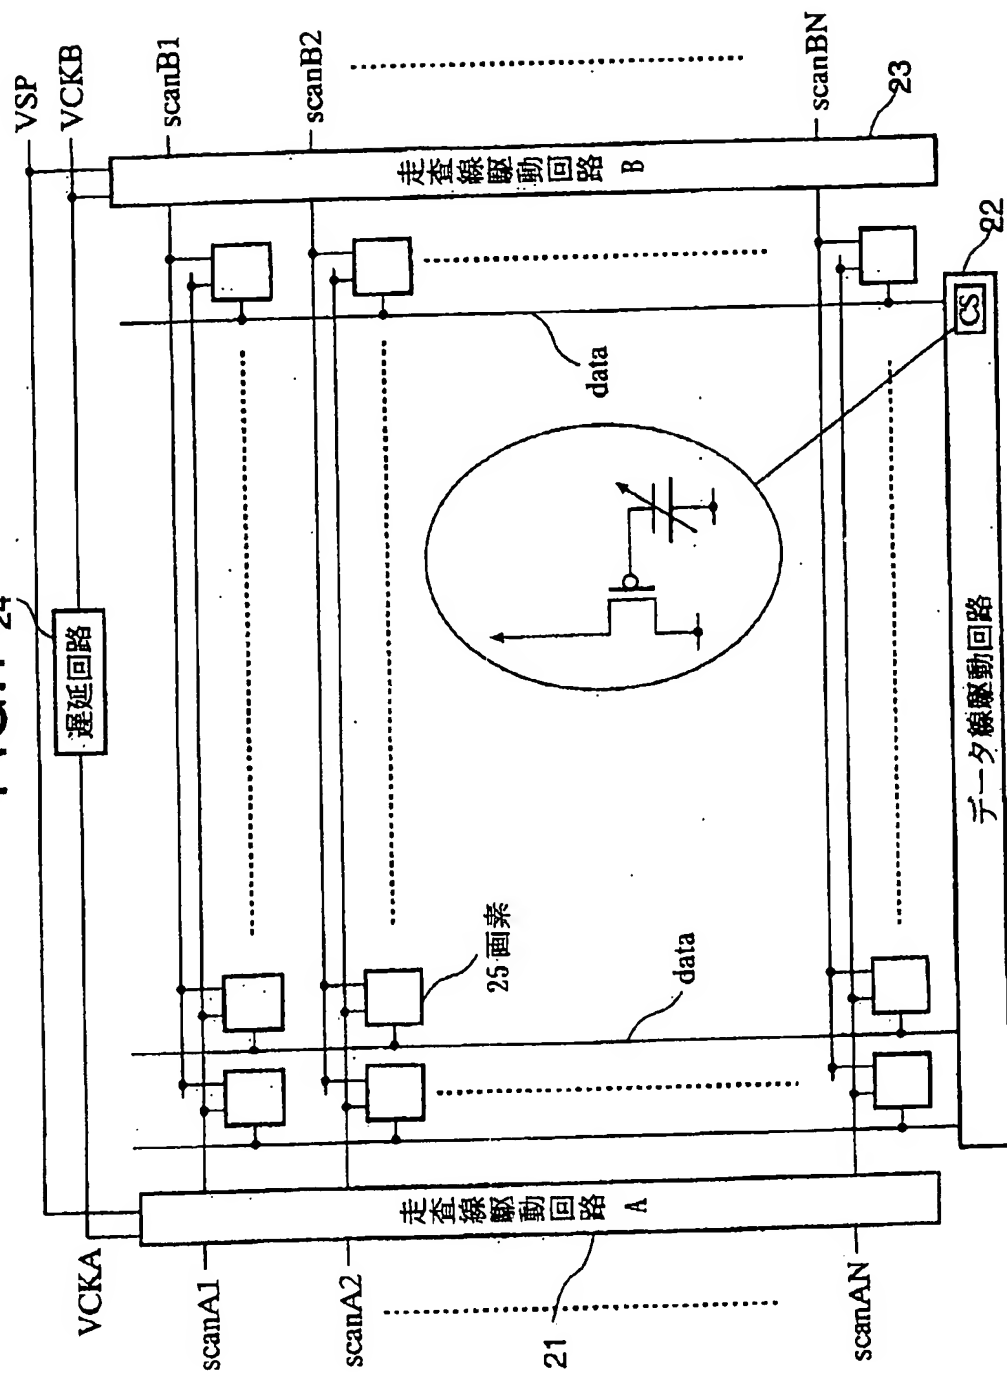 24
遅延回路
VSP
VCKB
VCKA
scanB1
scanB2
scanBN
走査線駆動回路 B
23
22
CS
data
25 画素
data
データ線駆動回路
走査線駆動回路 A
scanA1
scanA2
scanAN
21